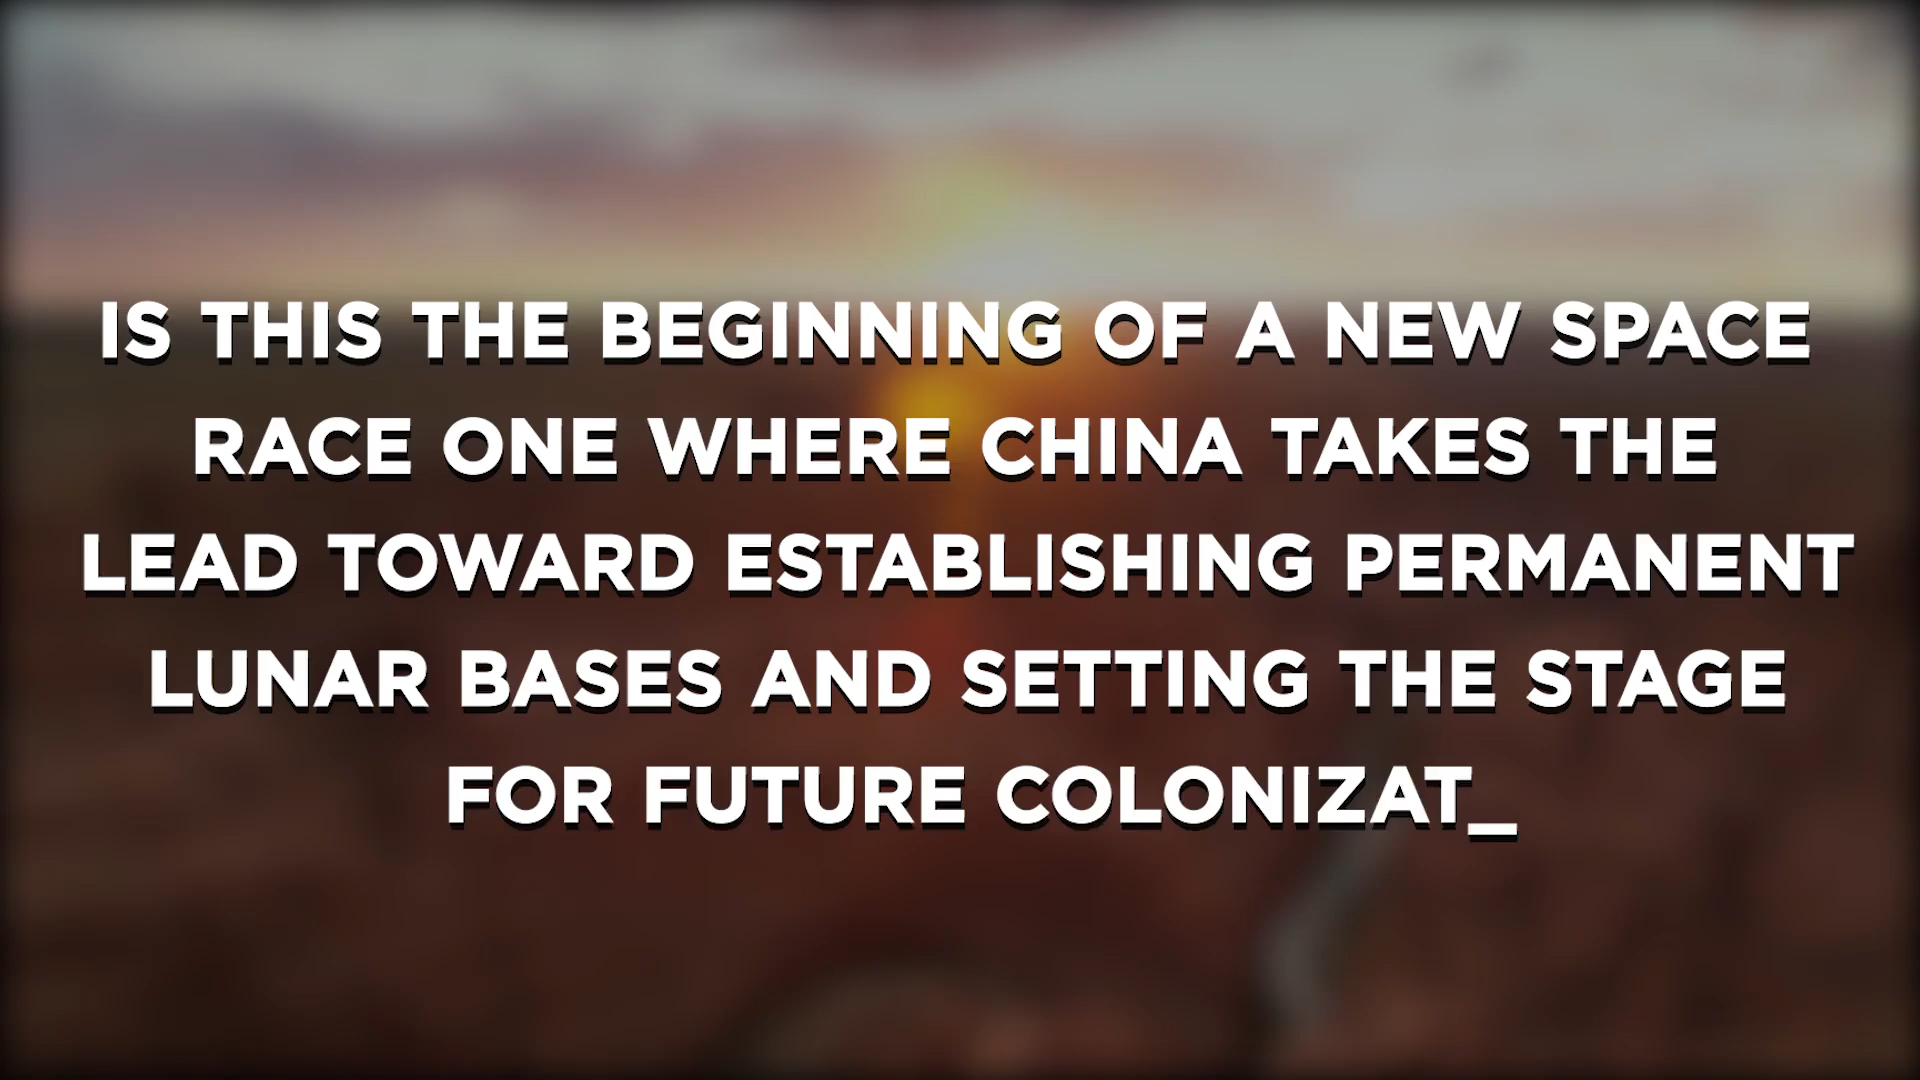 IS THIS THE BEGINNING OF A NEW SPACE
RACE ONE WHERE CHINA TAKES THE
LEAD TOWARD ESTABLISHING PERMANENT
LUNAR BASES AND SETTING THE STAGE
FOR FUTURE COLONIZAT_